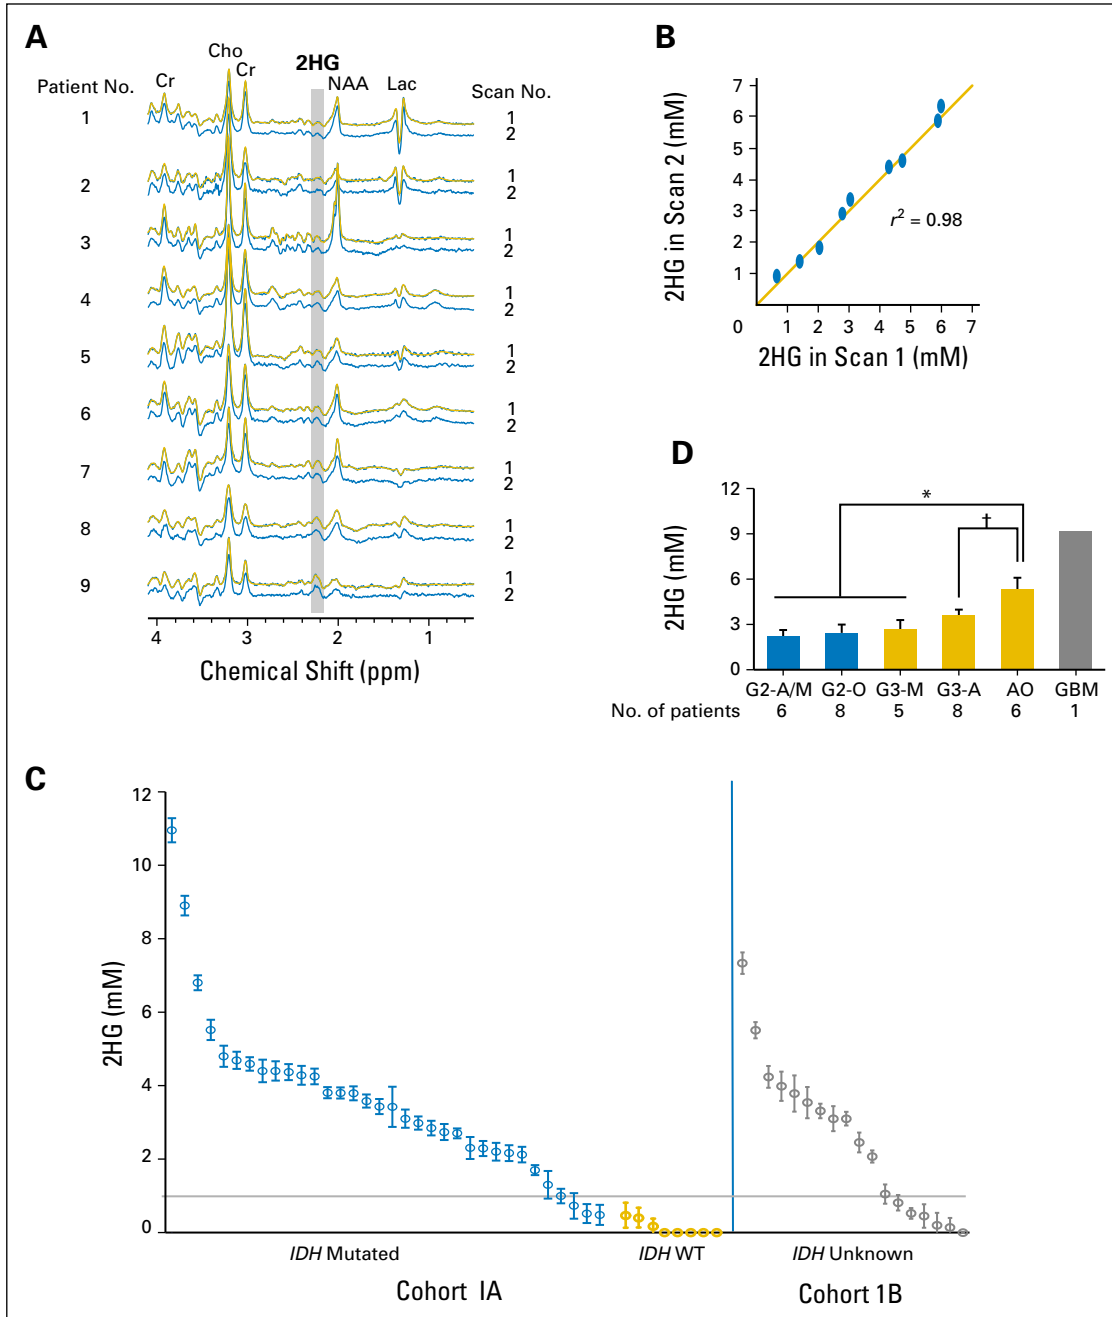 A
Cho
Cr
Cr
2HG
NAA
Lac
Patient No.
Scan No.
1
1
2
2
1
2
3
1
2
4
1
2
5
1
2
6
1
2
7
1
2
8
1
2
9
1
2
4 3 2 1
Chemical Shift (ppm)
B
2HG in Scan 2 (mM)
7
6
5
4
3
2
1
0 1 2 3 4 5 6 7
r² = 0.98
2HG in Scan 1 (mM)
D
2HG (mM)
12
9
6
3
0
*
†
G2-A/M G2-O G3-M G3-A AO GBM
No. of patients 6 8 5 8 6 1
C
2HG (mM)
12
10
8
6
4
2
0
IDH Mutated IDH WT IDH Unknown
Cohort IA Cohort 1B